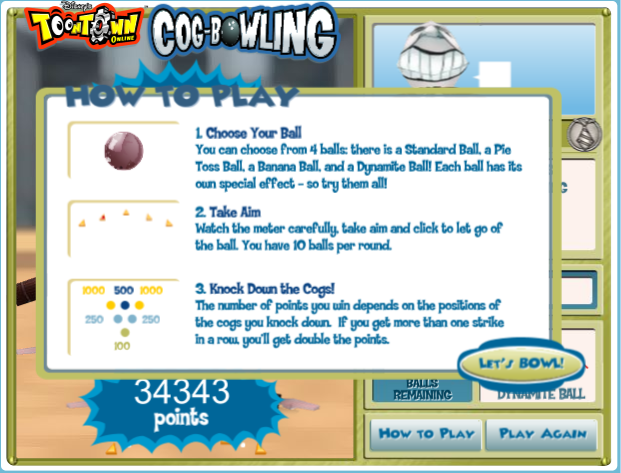 Disney's
TOONTOWN
ONLINE
COG-BOWLING
HOW TO PLAY
1. Choose Your Ball
You can choose from 4 balls: there is a Standard Ball, a Pie
Toss Ball, a Banana Ball, and a Dynamite Ball! Each ball has its
own special effect - so try them all!
2. Take Aim
Watch the meter carefully, take aim and click to let go of
the ball. You have 10 balls per round.
1000 500 1000
250 250
100
3. Knock Down the Cogs!
The number of points you win depends on the positions of
the cogs you knock down. If you get more than one strike
in a row, you'll get double the points.
LET'S BOWL!
34343
points
BALLS
REMAINING
DYNAMITE BALL
HOW TO PLAY
PLAY AGAIN